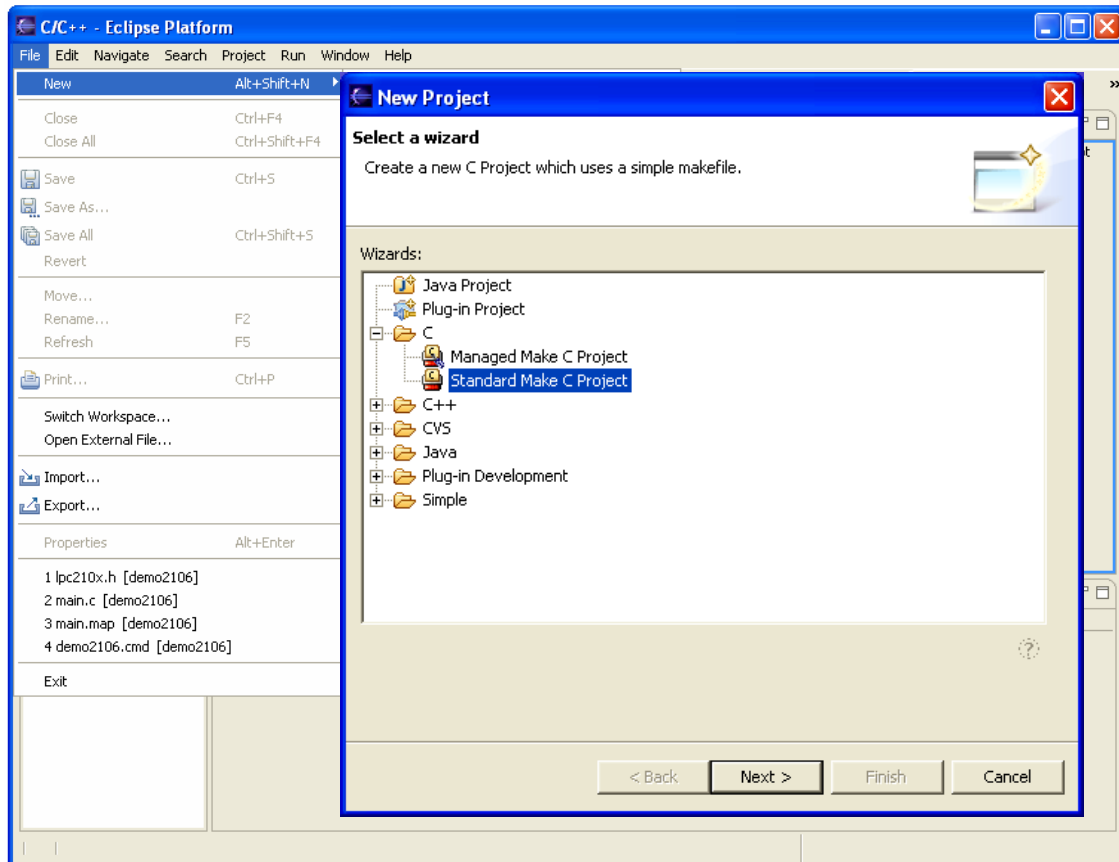 C/C++ - Eclipse Platform
File Edit Navigate Search Project Run Window Help
New Alt+Shift+N
Close Ctrl+F4
Close All Ctrl+Shift+F4
Save Ctrl+S
Save As...
Save All Ctrl+Shift+S
Revert
Move...
Rename... F2
Refresh F5
Print... Ctrl+P
Switch Workspace...
Open External File...
Import...
Export...
Properties Alt+Enter
1 lpc210x.h [demo2106]
2 main.c [demo2106]
3 main.map [demo2106]
4 demo2106.cmd [demo2106]
Exit
New Project
Select a wizard
Create a new C Project which uses a simple makefile.
Wizards:
Java Project
Plug-in Project
C
Managed Make C Project
Standard Make C Project
C++
CVS
Java
Plug-in Development
Simple
< Back Next > Finish Cancel